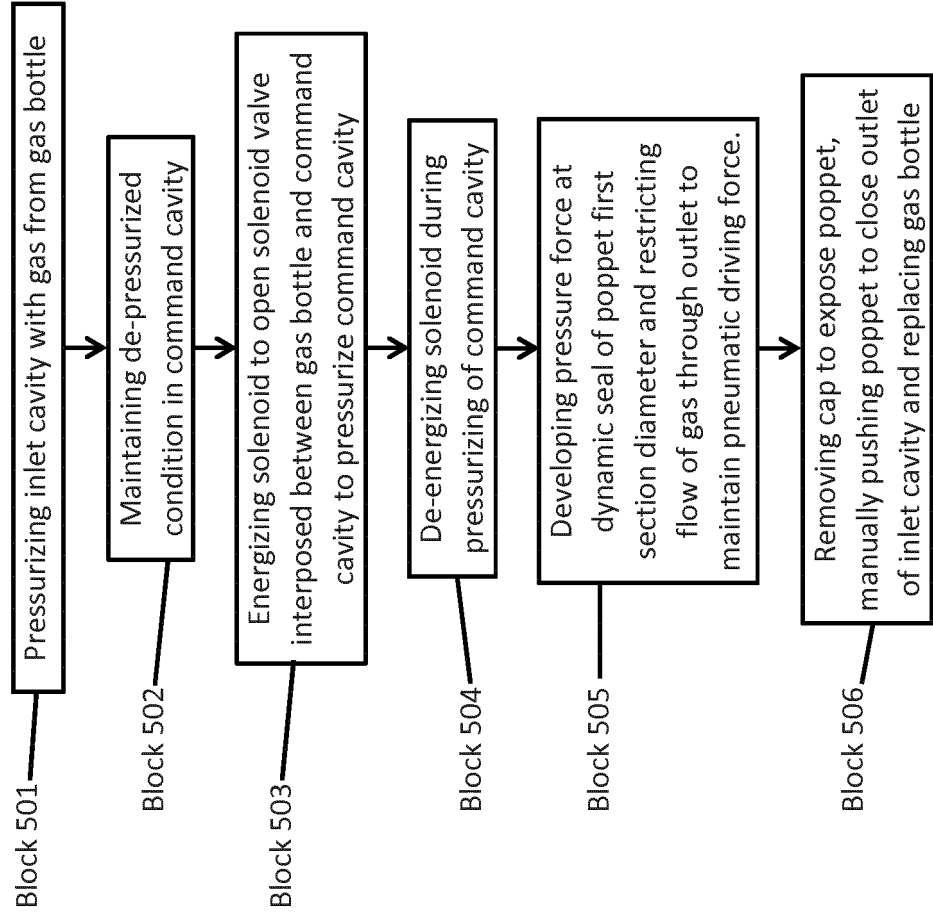 Block 501
Pressurizing inlet cavity with gas from gas bottle
Block 502
Maintaining de-pressurized
condition in command cavity
Block 503
Energizing solenoid to open solenoid valve
interposed between gas bottle and command
cavity to pressurize command cavity
Block 504
De-energizing solenoid during
pressurizing of command cavity
Block 505
Developing pressure force at
dynamic seal of poppet first
section diameter and restricting
flow of gas through outlet to
maintain pneumatic driving force.
Block 506
Removing cap to expose poppet,
manually pushing poppet to close outlet
of inlet cavity and replacing gas bottle